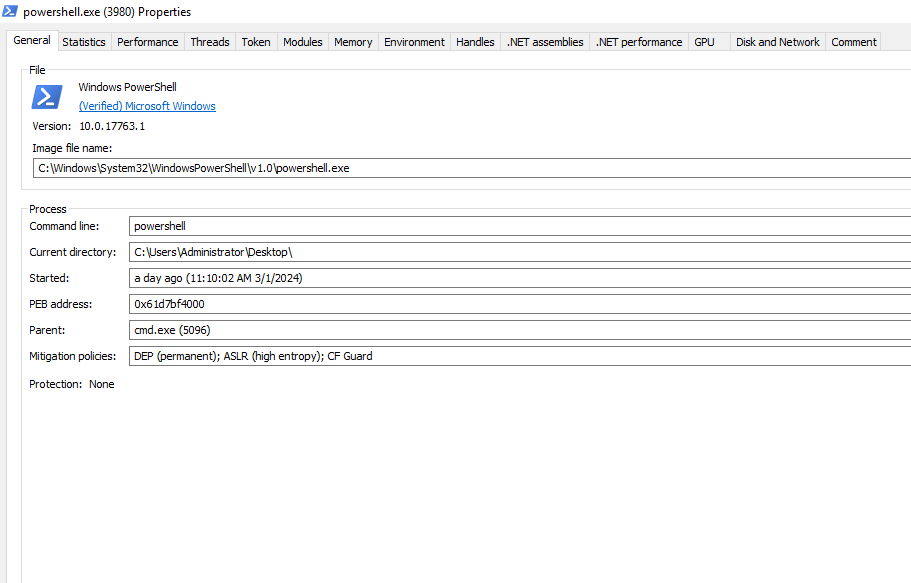 powershell.exe (3980) Properties
General Statistics Performance Threads Token Modules Memory Environment Handles .NET assemblies .NET performance GPU Disk and Network Comment
File
Windows PowerShell
(Verified) Microsoft Windows
Version: 10.0.17763.1
Image file name:
C:\Windows\System32\WindowsPowerShell\v1.0\powershell.exe
Process
Command line: powershell
Current directory: C:\Users\Administrator\Desktop\
Started: a day ago (11:10:02 AM 3/1/2024)
PEB address: 0x61d7bf4000
Parent: cmd.exe (5096)
Mitigation policies: DEP (permanent); ASLR (high entropy); CF Guard
Protection: None